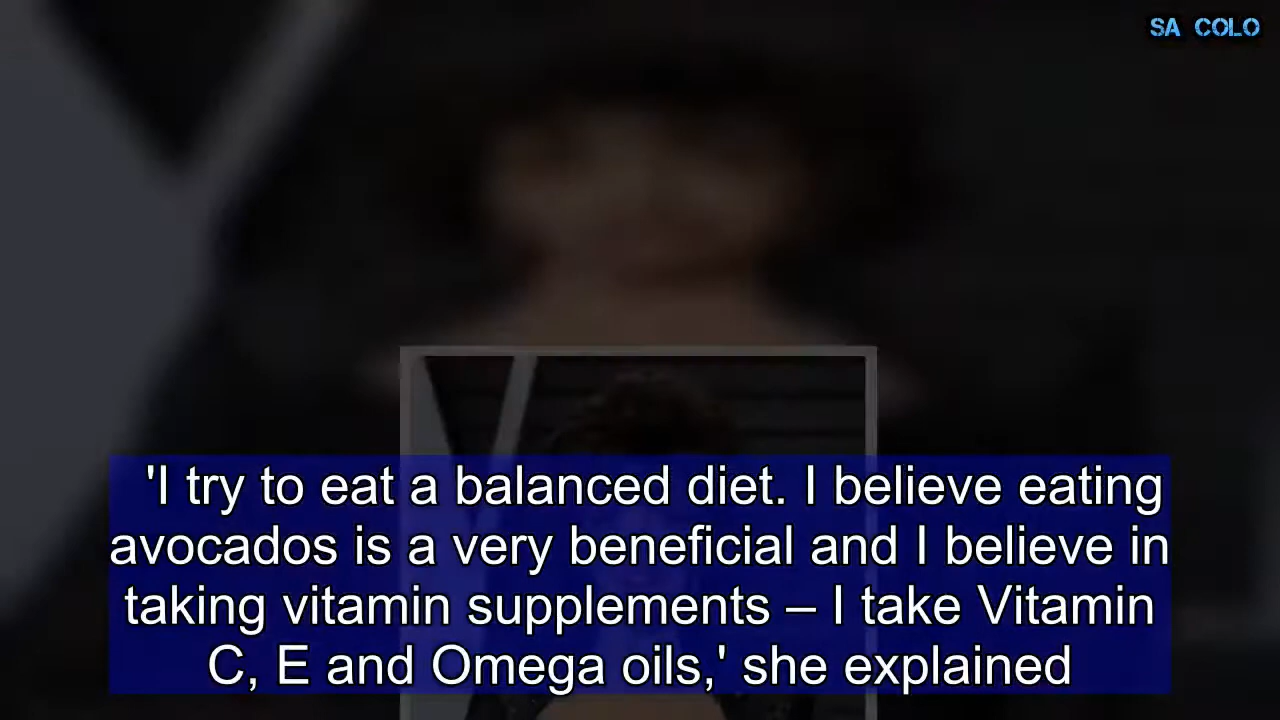 SA COLO
'I try to eat a balanced diet. I believe eating
avocados is a very beneficial and I believe in
taking vitamin supplements – I take Vitamin
C, E and Omega oils,' she explained